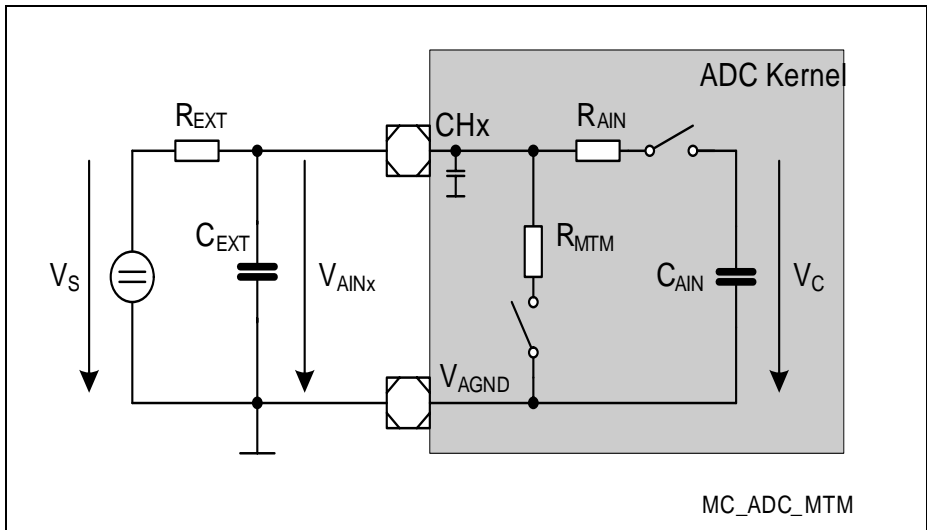 ADC Kernel
REXT
CHx
RAIN
CEXT
RMTM
VS
VAINx
CAIN
VC
VAGND
MC_ADC_MTM